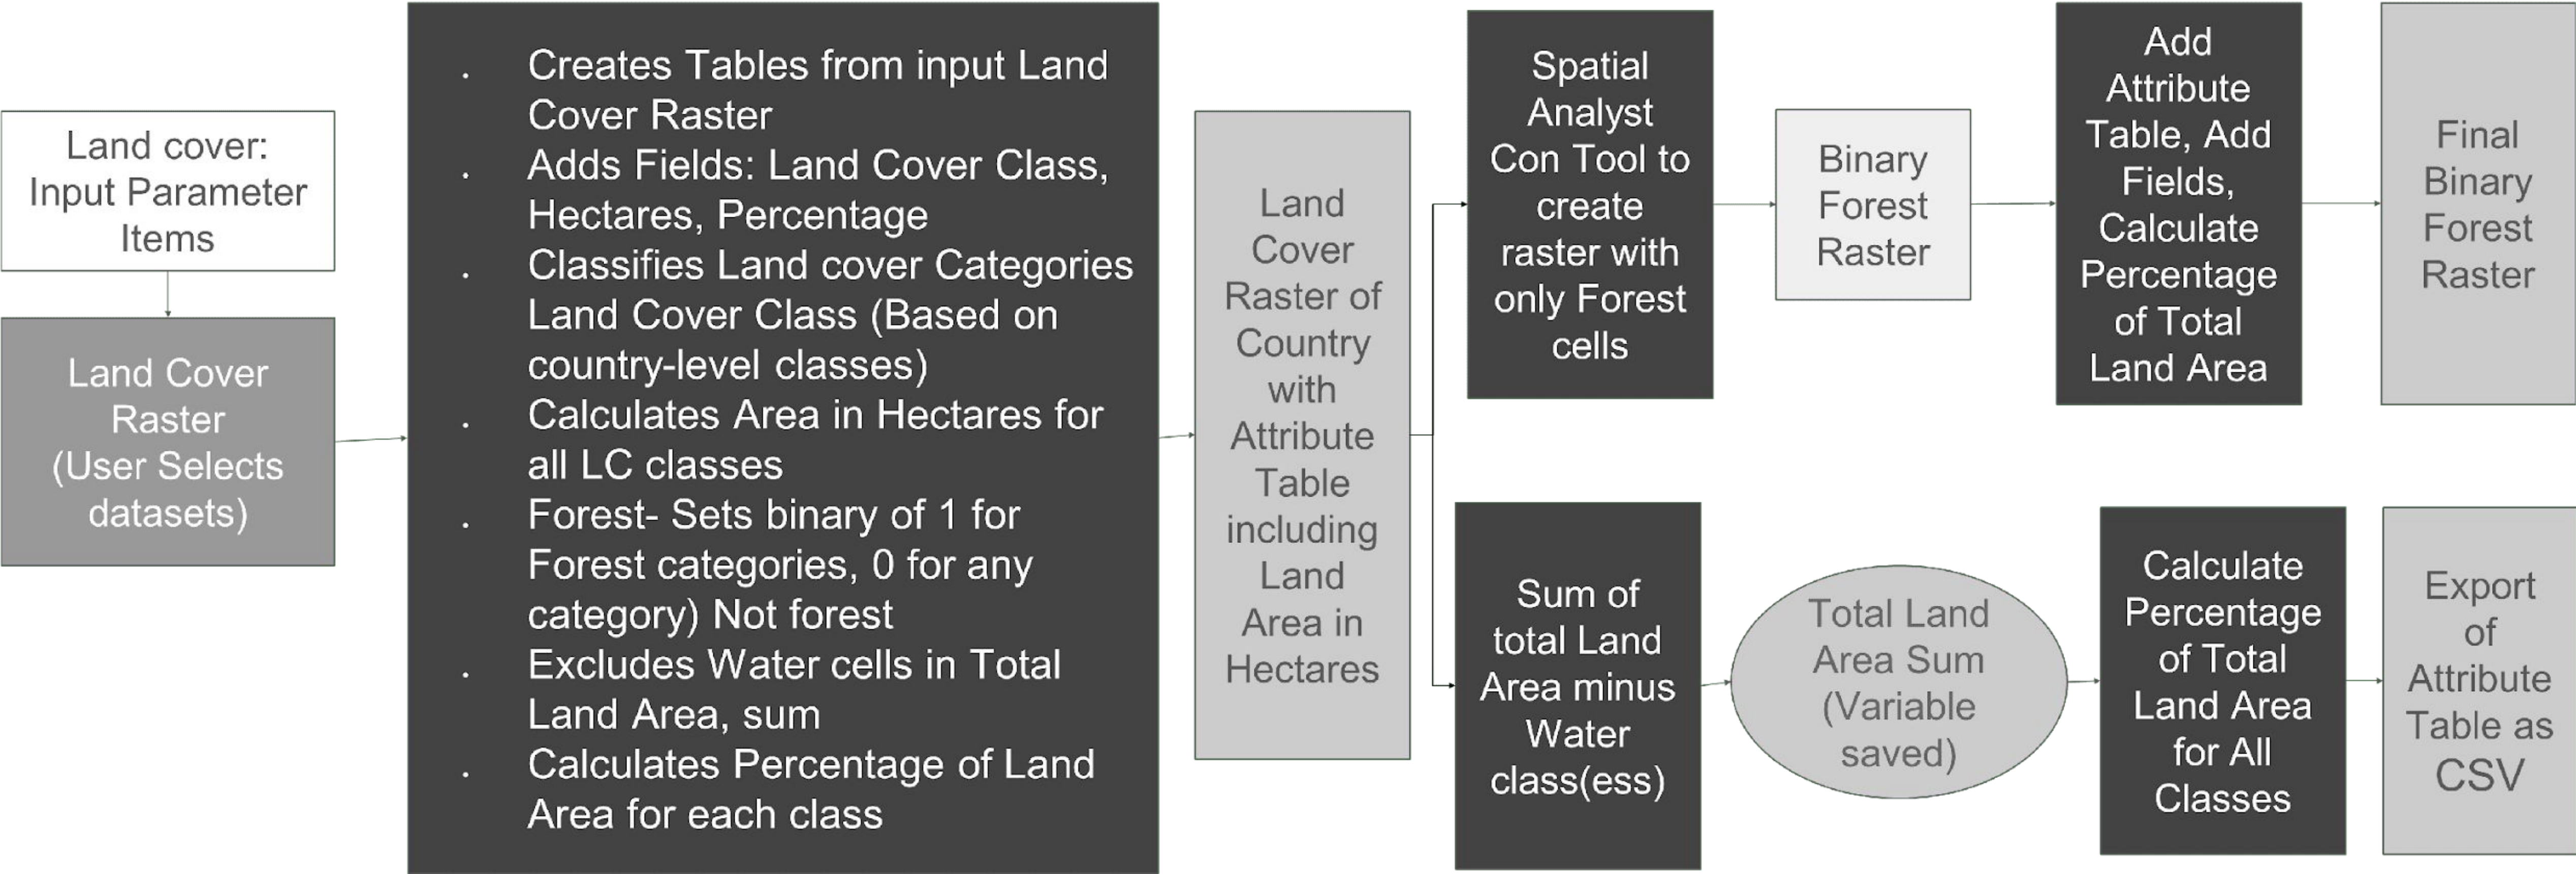 Land cover:
Input Parameter
Items
Land Cover
Raster
(User Selects
datasets)
. Creates Tables from input Land
Cover Raster
. Adds Fields: Land Cover Class,
Hectares, Percentage
. Classifies Land cover Categories
Land Cover Class (Based on
country-level classes)
. Calculates Area in Hectares for
all LC classes
. Forest- Sets binary of 1 for
Forest categories, 0 for any
category) Not forest
. Excludes Water cells in Total
Land Area, sum
. Calculates Percentage of Land
Area for each class
Land
Cover
Raster of
Country
with
Attribute
Table
including
Land
Area in
Hectares
Spatial
Analyst
Con Tool to
create
raster with
only Forest
cells
Binary
Forest
Raster
Add
Attribute
Table, Add
Fields,
Calculate
Percentage
of Total
Land Area
Final
Binary
Forest
Raster
Sum of
total Land
Area minus
Water
class(ess)
Total Land
Area Sum
(Variable
saved)
Calculate
Percentage
of Total
Land Area
for All
Classes
Export
of
Attribute
Table as
CSV